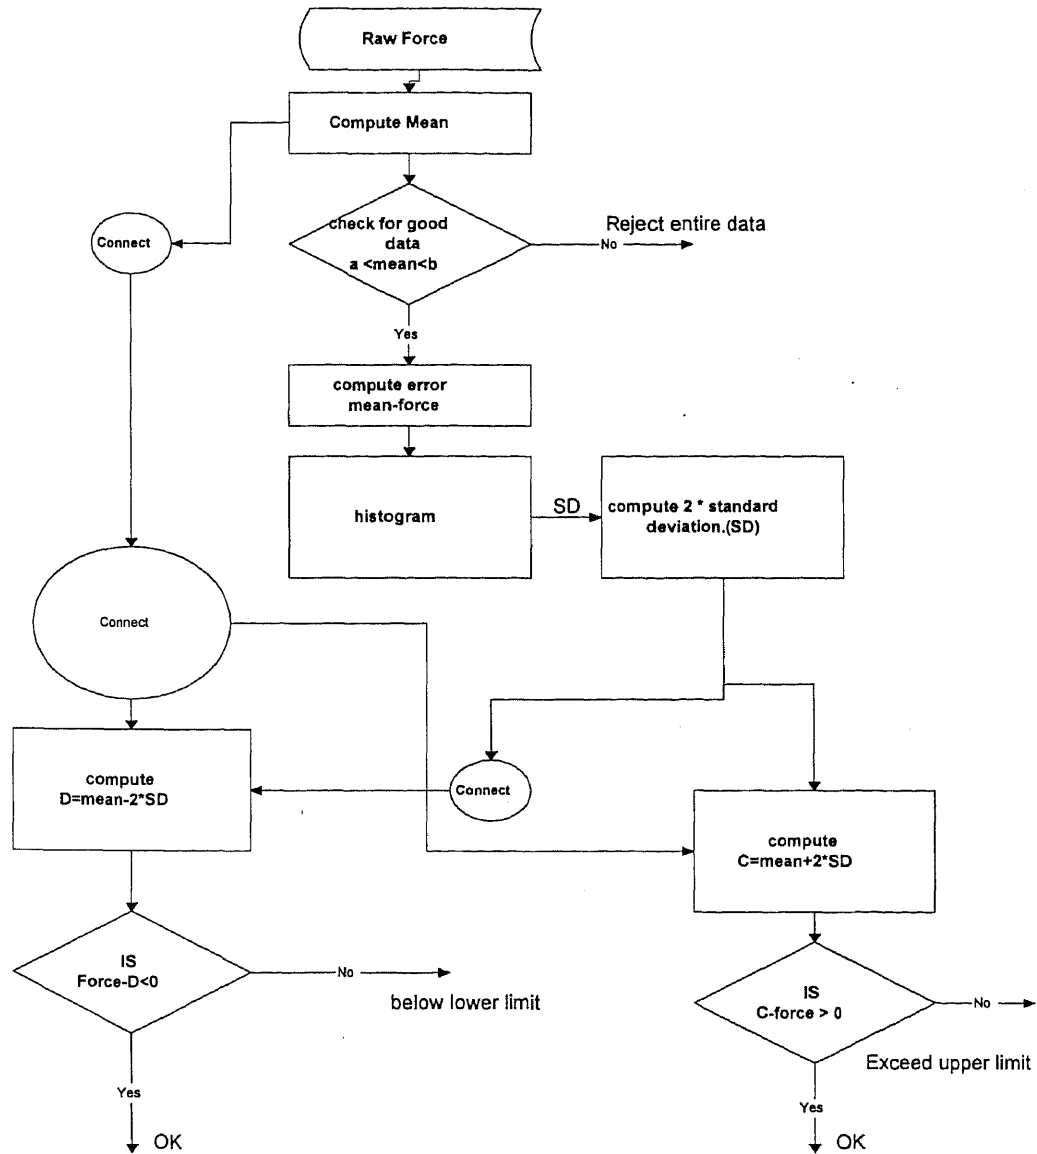 Raw Force
Compute Mean
check for good
data
a <mean<b
No
Reject entire data
Connect
Yes
compute error
mean-force
histogram
SD
compute 2 * standard
deviation.(SD)
Connect
compute
D=mean-2*SD
Connect
compute
C=mean+2*SD
IS
Force-D<0
No
below lower limit
IS
C-force > 0
No
Exceed upper limit
Yes
OK
Yes
OK